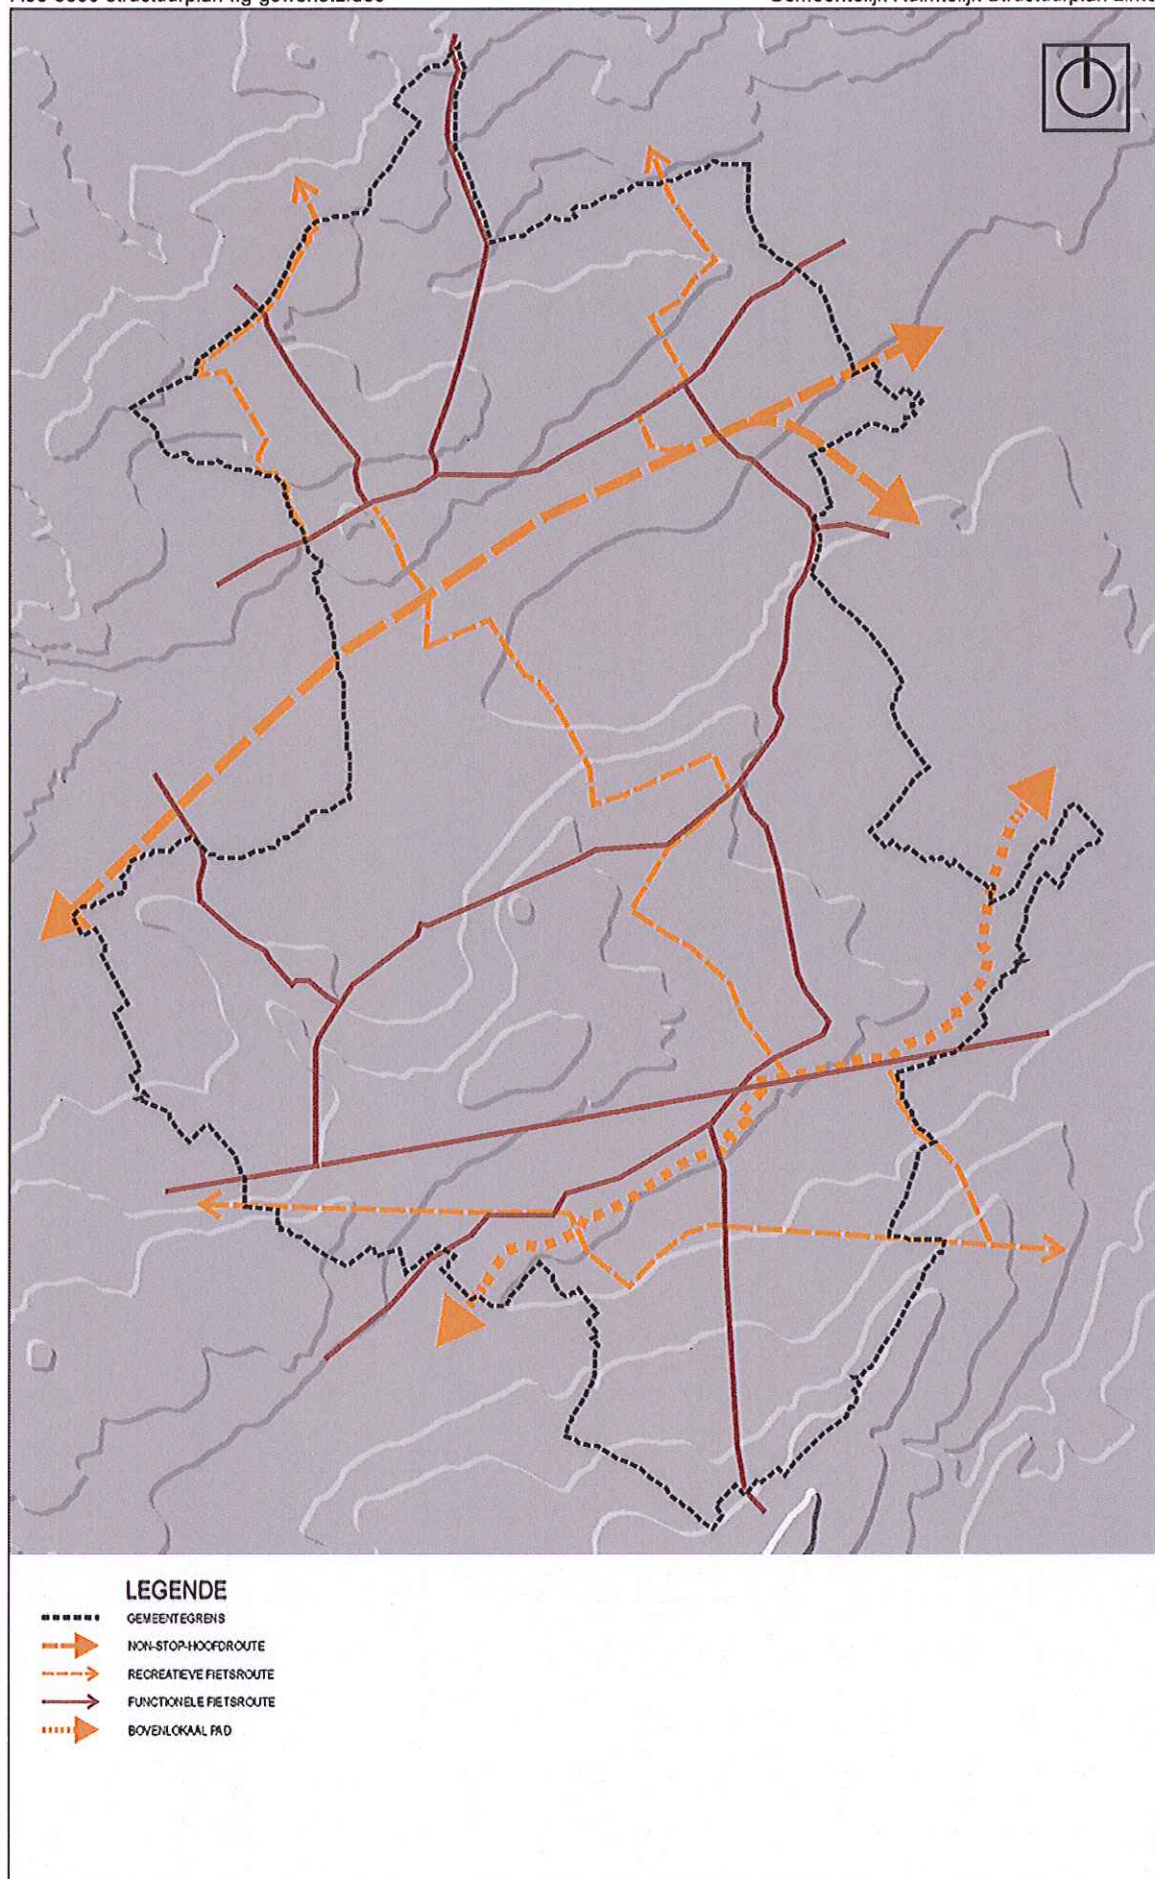 LEGENDE
GEMEENTEGRENS
NON-STOP-HOOFDROUTE
RECREATIEVE FIETSROUTE
FUNCTIONELE FIETSROUTE
BOVENLOKAAL PAD